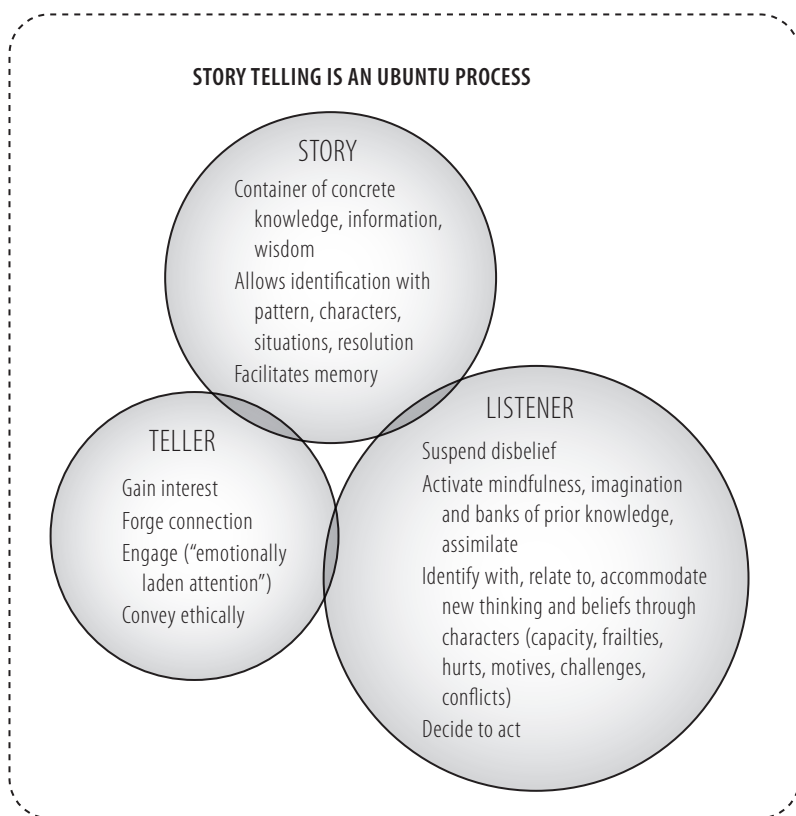 STORY TELLING IS AN UBUNTU PROCESS
STORY
Container of concrete
knowledge, information,
wisdom
Allows identification with
pattern, characters,
situations, resolution
Facilitates memory
TELLER
Gain interest
Forge connection
Engage (“emotionally
laden attention”)
Convey ethically
LISTENER
Suspend disbelief
Activate mindfulness, imagination
and banks of prior knowledge,
assimilate
Identify with, relate to, accommodate
new thinking and beliefs through
characters (capacity, frailties,
hurts, motives, challenges,
conflicts)
Decide to act